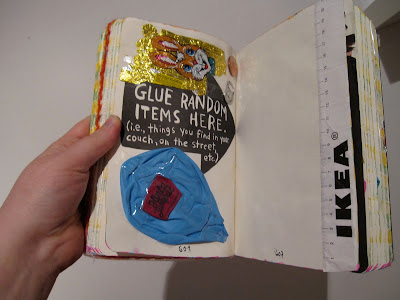 GLUE RANDOM
ITEMS HERE.
(i.e., things you find in your
couch, on the street,
etc.)
IKEA®